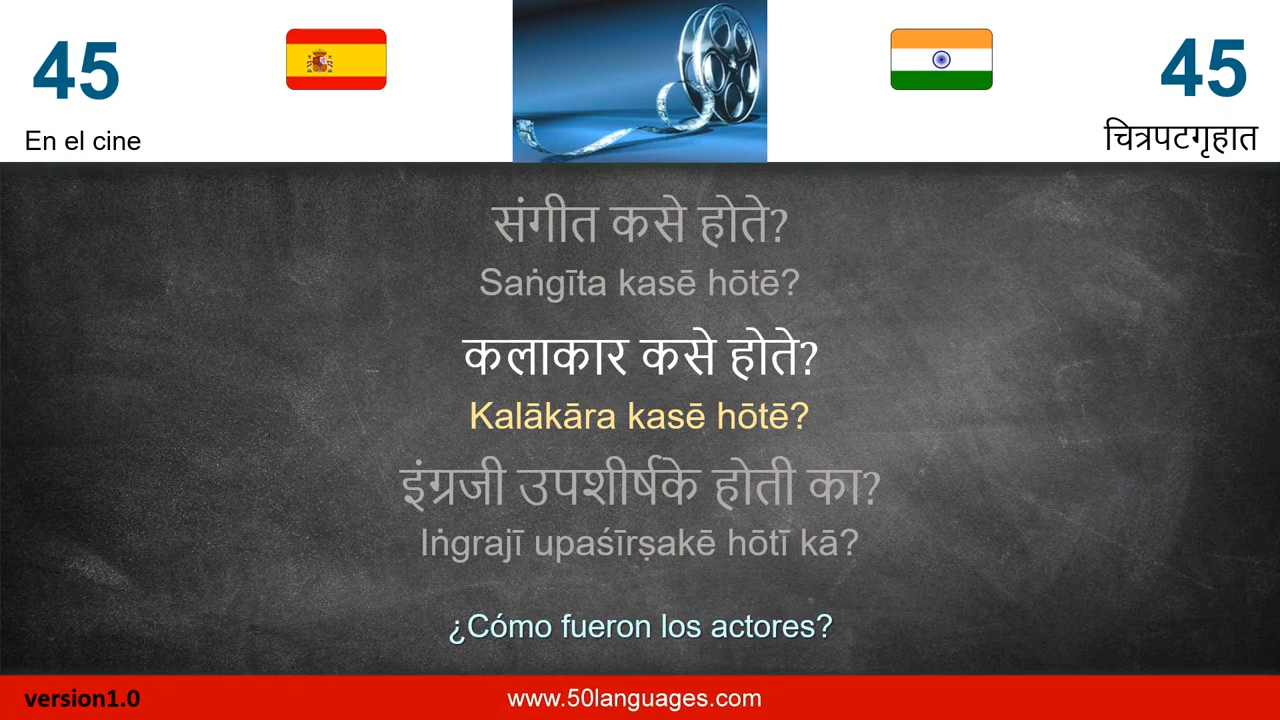 45
45
En el cine
चित्रपटगृहात
संगीत कसे होते?
Saṅgīta kasē hōtē?
कलाकार कसे होते?
Kalākāra kasē hōtē?
इंग्रजी उपशीर्षके होती का?
Iṅgrajī upaśīrṣakē hōtī kā?
¿Cómo fueron los actores?
version1.0
www.50languages.com